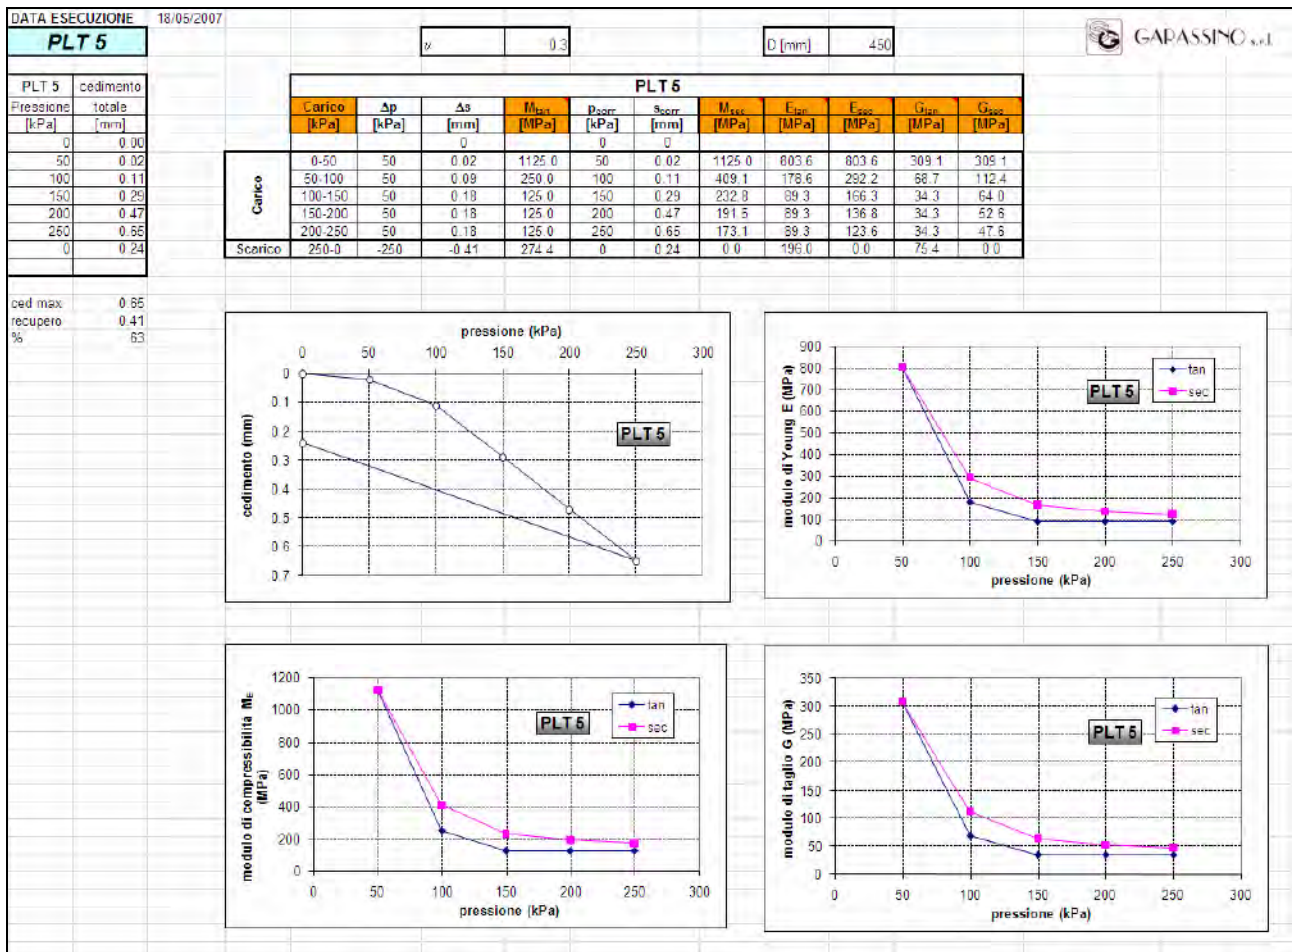 DATA ESECUZIONE 18/05/2007
PLT 5
ν 0.3
D [mm] 450
GARASSINO s.r.l.
PLT 5 cedimento
Pressione totale
[kPa] [mm]
0 0.00
50 0.02
100 0.11
150 0.29
200 0.47
250 0.65
0 0.24
ced max 0.65
recupero 0.41
% 63
PLT 5
Carico Δp Δs Mtan pcorr scorr Msec Etan Esec Gtan Gsec
[kPa] [kPa] [mm] [MPa] [kPa] [mm] [MPa] [MPa] [MPa] [MPa] [MPa]
0 0 0
Carico
0-50 50 0.02 1125.0 50 0.02 1125.0 803.6 803.6 309.1 309.1
50-100 50 0.09 250.0 100 0.11 409.1 178.6 292.2 68.7 112.4
100-150 50 0.18 125.0 150 0.29 232.8 89.3 166.3 34.3 64.0
150-200 50 0.18 125.0 200 0.47 191.5 89.3 136.8 34.3 52.6
200-250 50 0.18 125.0 250 0.65 173.1 89.3 123.6 34.3 47.6
Scarico 250-0 -250 -0.41 274.4 0 0.24 0.0 196.0 0.0 75.4 0.0
pressione (kPa)
0 50 100 150 200 250 300
cedimento (mm)
0
0.1
0.2
0.3
0.4
0.5
0.6
0.7
PLT 5
modulo di Young E (MPa)
900
800
700
600
500
400
300
200
100
0
tan
sec
PLT 5
0 50 100 150 200 250 300
pressione (kPa)
modulo di compressibilita ME (MPa)
1200
1000
800
600
400
200
0
tan
sec
PLT 5
0 50 100 150 200 250 300
pressione (kPa)
modulo di taglio G (MPa)
350
300
250
200
150
100
50
0
tan
sec
PLT 5
0 50 100 150 200 250 300
pressione (kPa)